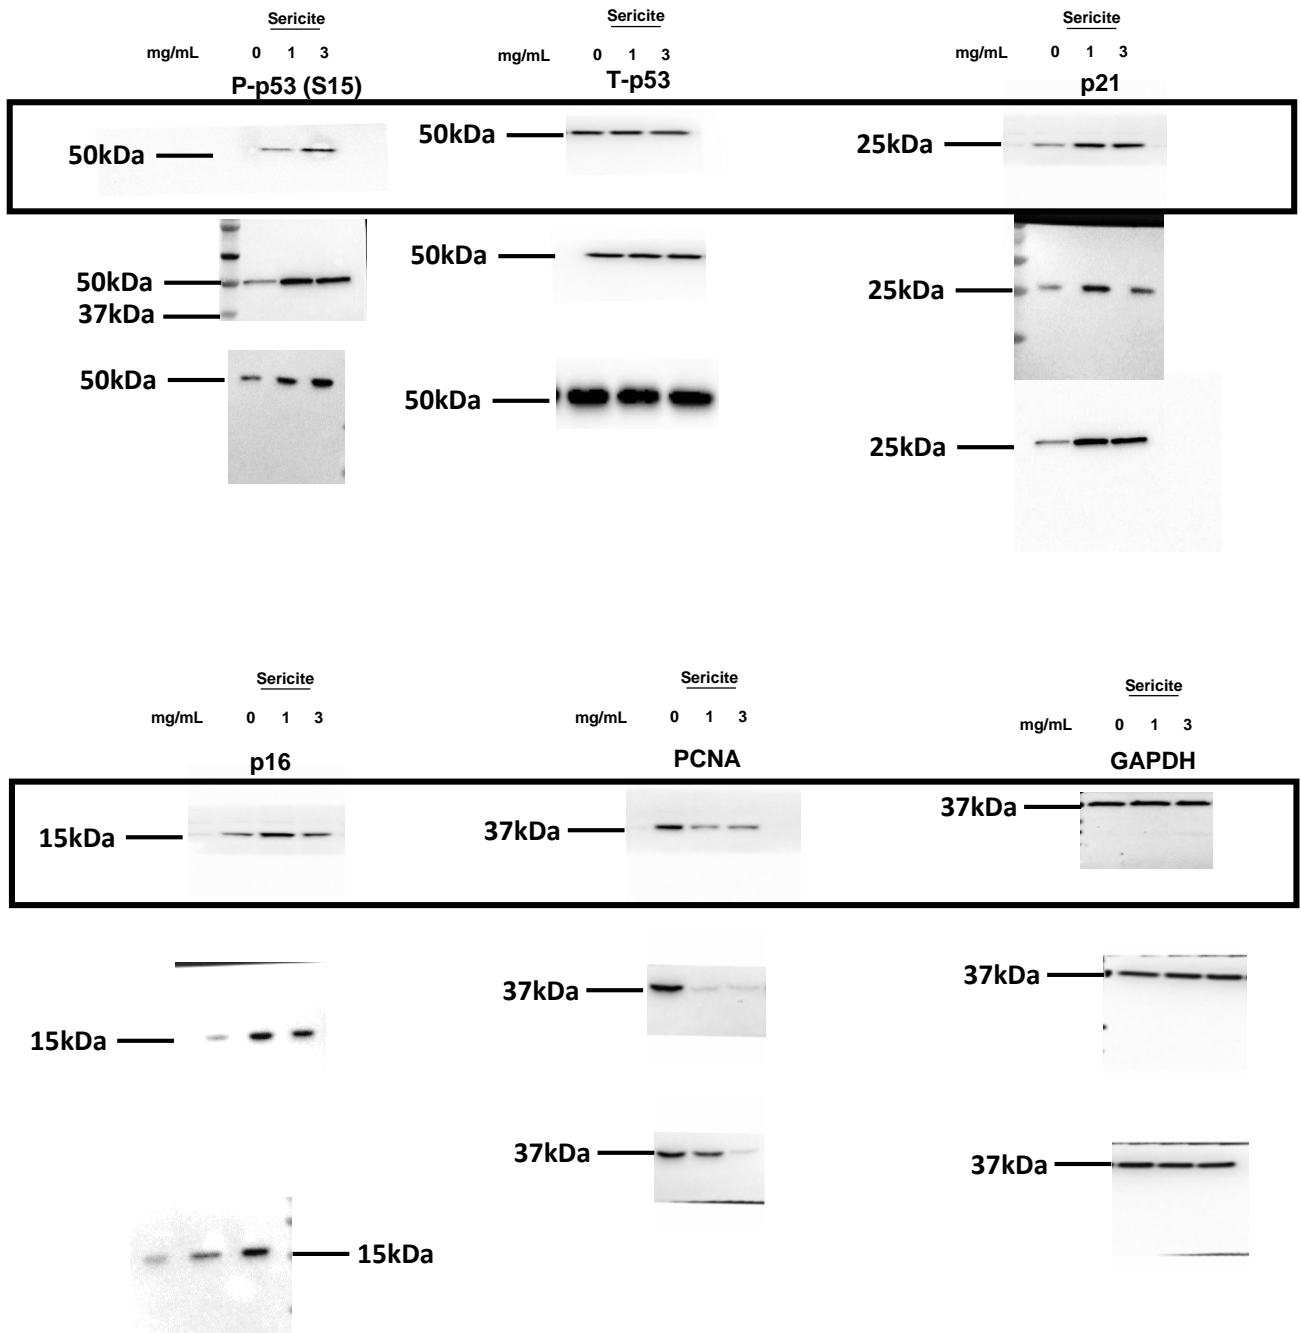 Sericite
mg/mL 0 1 3
P-p53 (S15)
Sericite
mg/mL 0 1 3
T-p53
Sericite
mg/mL 0 1 3
p21
50kDa
50kDa
25kDa
50kDa
37kDa
50kDa
25kDa
50kDa
50kDa
25kDa
Sericite
mg/mL 0 1 3
p16
Sericite
mg/mL 0 1 3
PCNA
Sericite
mg/mL 0 1 3
GAPDH
15kDa
37kDa
37kDa
15kDa
37kDa
37kDa
15kDa
37kDa
37kDa